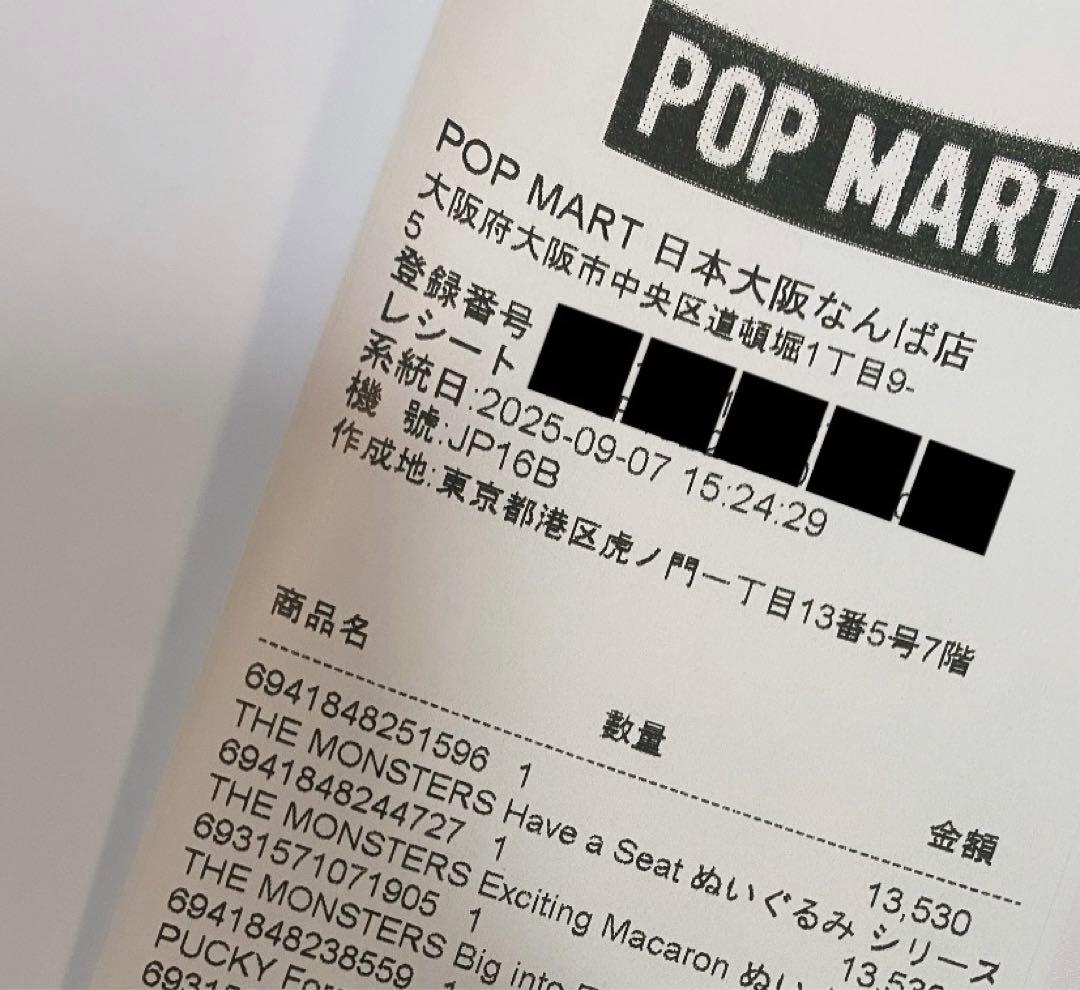 POP MART
POP MART 日本大阪なんば店
大阪府大阪市中央区道頓堀1丁目9-
5
登録番号
レシート
系統日:2025-09-07 15:24:29
機 號:JP16B
作成地:東京都港区虎ノ門一丁目13番5号7階
商品名 數量 金額
6941848251596 1 13,530
THE MONSTERS Have a Seat ぬいぐるみ シリーズ
6941848244727 1
THE MONSTERS Exciting Macaron
6931571071905 1
THE MONSTERS Big into
6941848238559 1
PUCKY